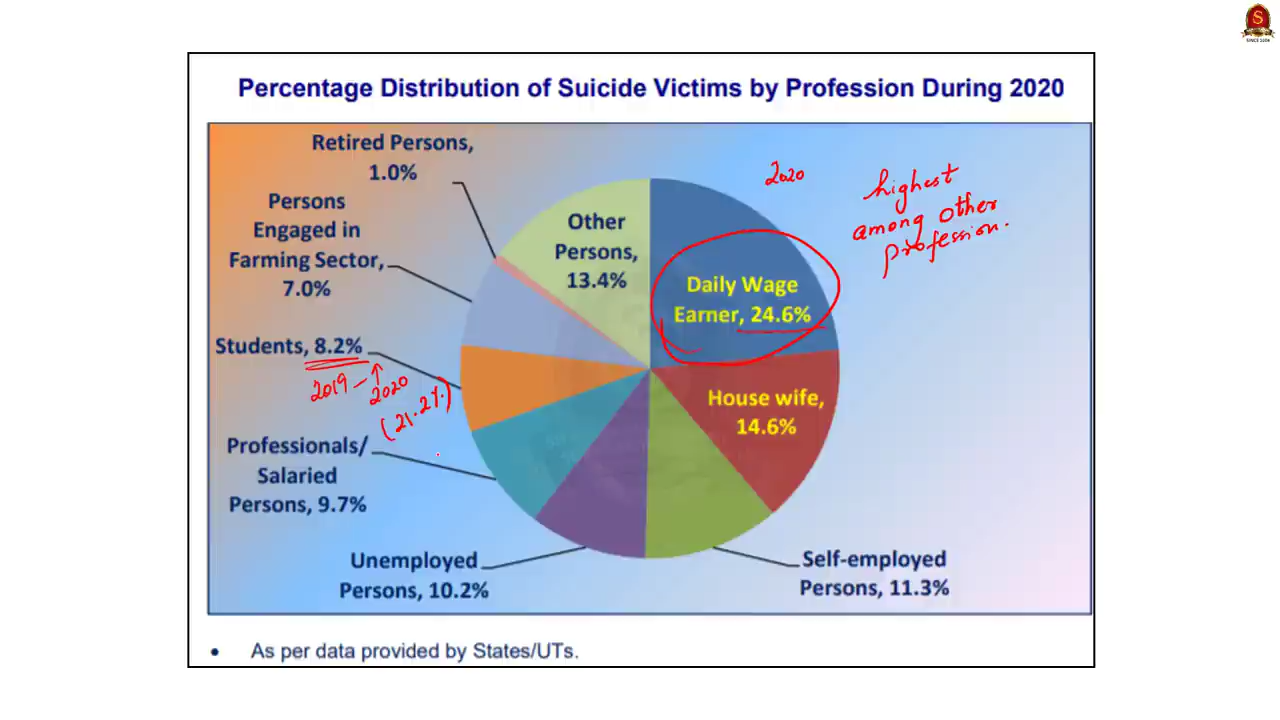 S
SINCE 2004
Percentage Distribution of Suicide Victims by Profession During 2020
Retired Persons,
1.0%
Persons
Engaged in
Farming Sector,
7.0%
Students, 8.2%
2019 – 2020
(21.2%)
Professionals/
Salaried
Persons, 9.7%
Unemployed
Persons, 10.2%
Other
Persons,
13.4%
Daily Wage
Earner, 24.6%
House wife,
14.6%
Self-employed
Persons, 11.3%
2020
highest
among other
profession.
• As per data provided by States/UTs.